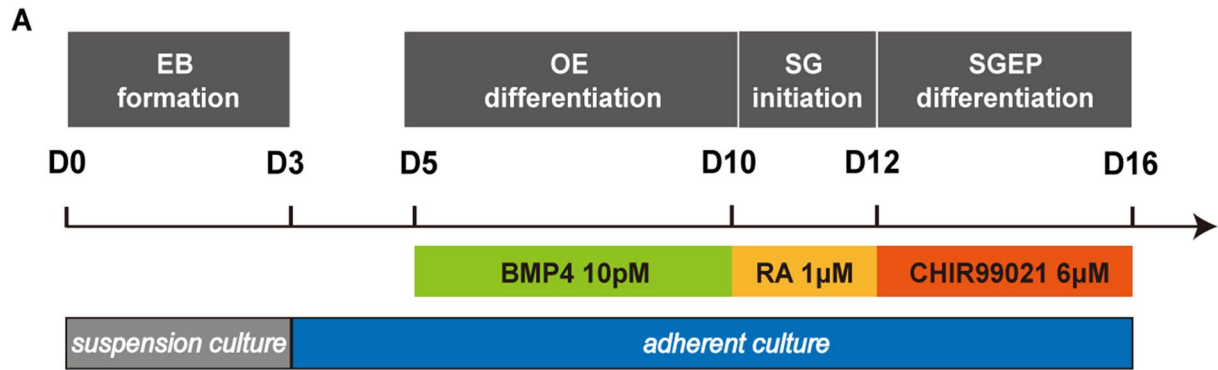 A
EB
formation
OE
differentiation
SG
initiation
SGEP
differentiation
D0
D3
D5
D10
D12
D16
BMP4 10pM
RA 1μM
CHIR99021 6μM
suspension culture
adherent culture